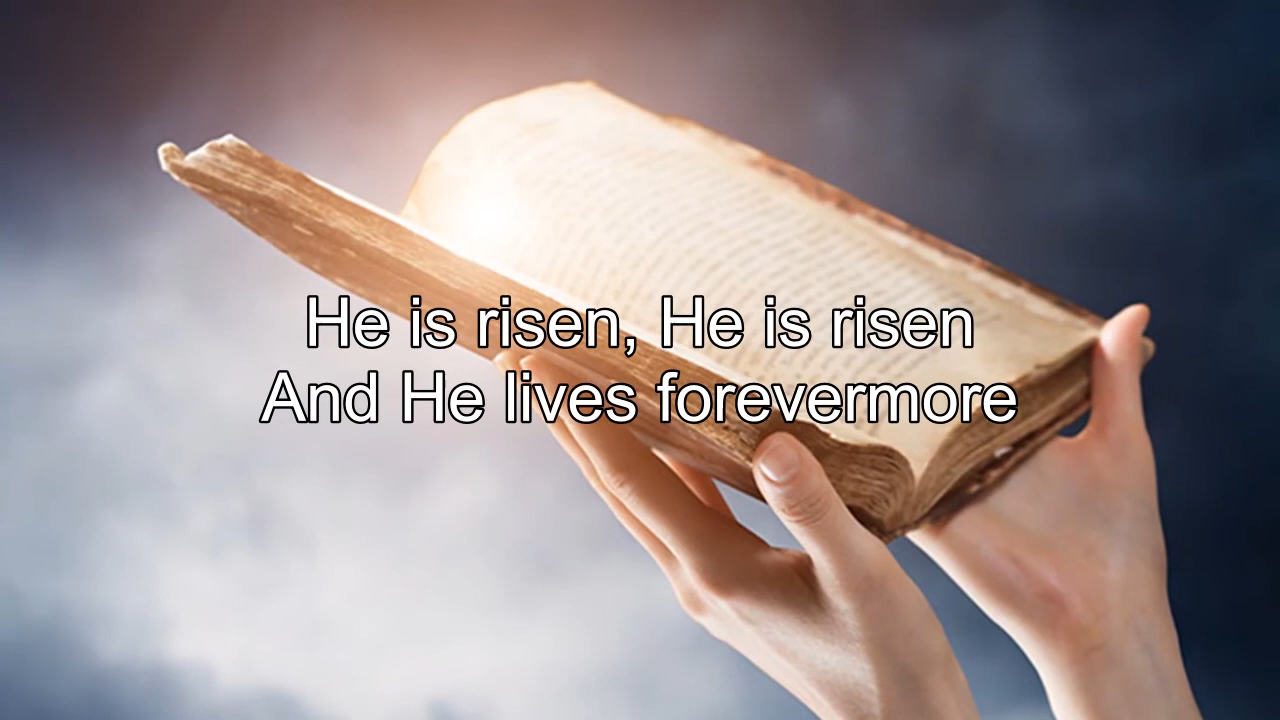 He is risen, He is risen
And He lives forevermore